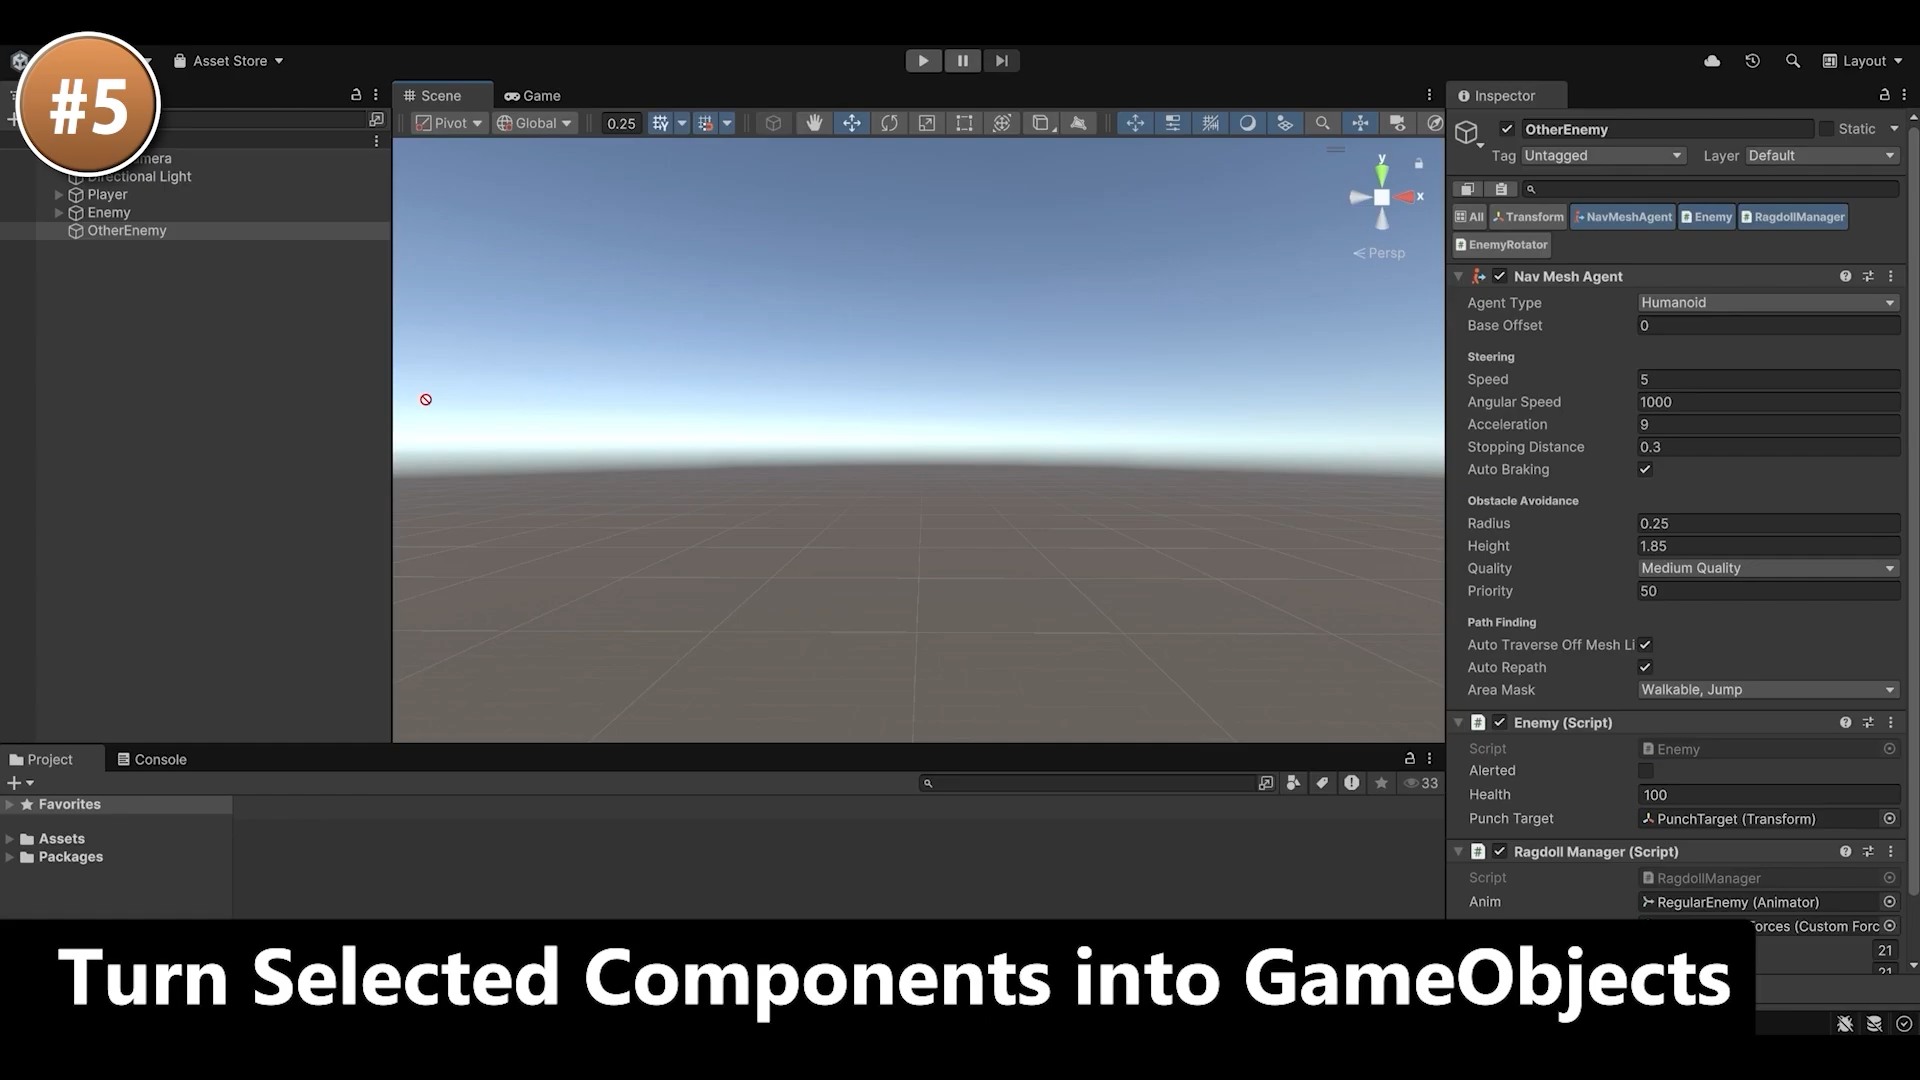 #5
Asset Store
Layout
Scene
Game
Inspector
Pivot
Global
0.25
OtherEnemy
Static
Tag
Untagged
Layer
Default
Directional Light
Player
Enemy
OtherEnemy
y
x
Persp
All
Transform
NavMeshAgent
Enemy
RagdollManager
EnemyRotator
Nav Mesh Agent
Agent Type
Humanoid
Base Offset
0
Steering
Speed
5
Angular Speed
1000
Acceleration
9
Stopping Distance
0.3
Auto Braking
Obstacle Avoidance
Radius
0.25
Height
1.85
Quality
Medium Quality
Priority
50
Path Finding
Auto Traverse Off Mesh Li
Auto Repath
Area Mask
Walkable, Jump
Enemy (Script)
Script
Enemy
Alerted
Health
100
Punch Target
PunchTarget (Transform)
Ragdoll Manager (Script)
Script
RagdollManager
Anim
RegularEnemy (Animator)
orces (Custom Forc
21
21
Project
Console
33
Favorites
Assets
Packages
Turn Selected Components into GameObjects